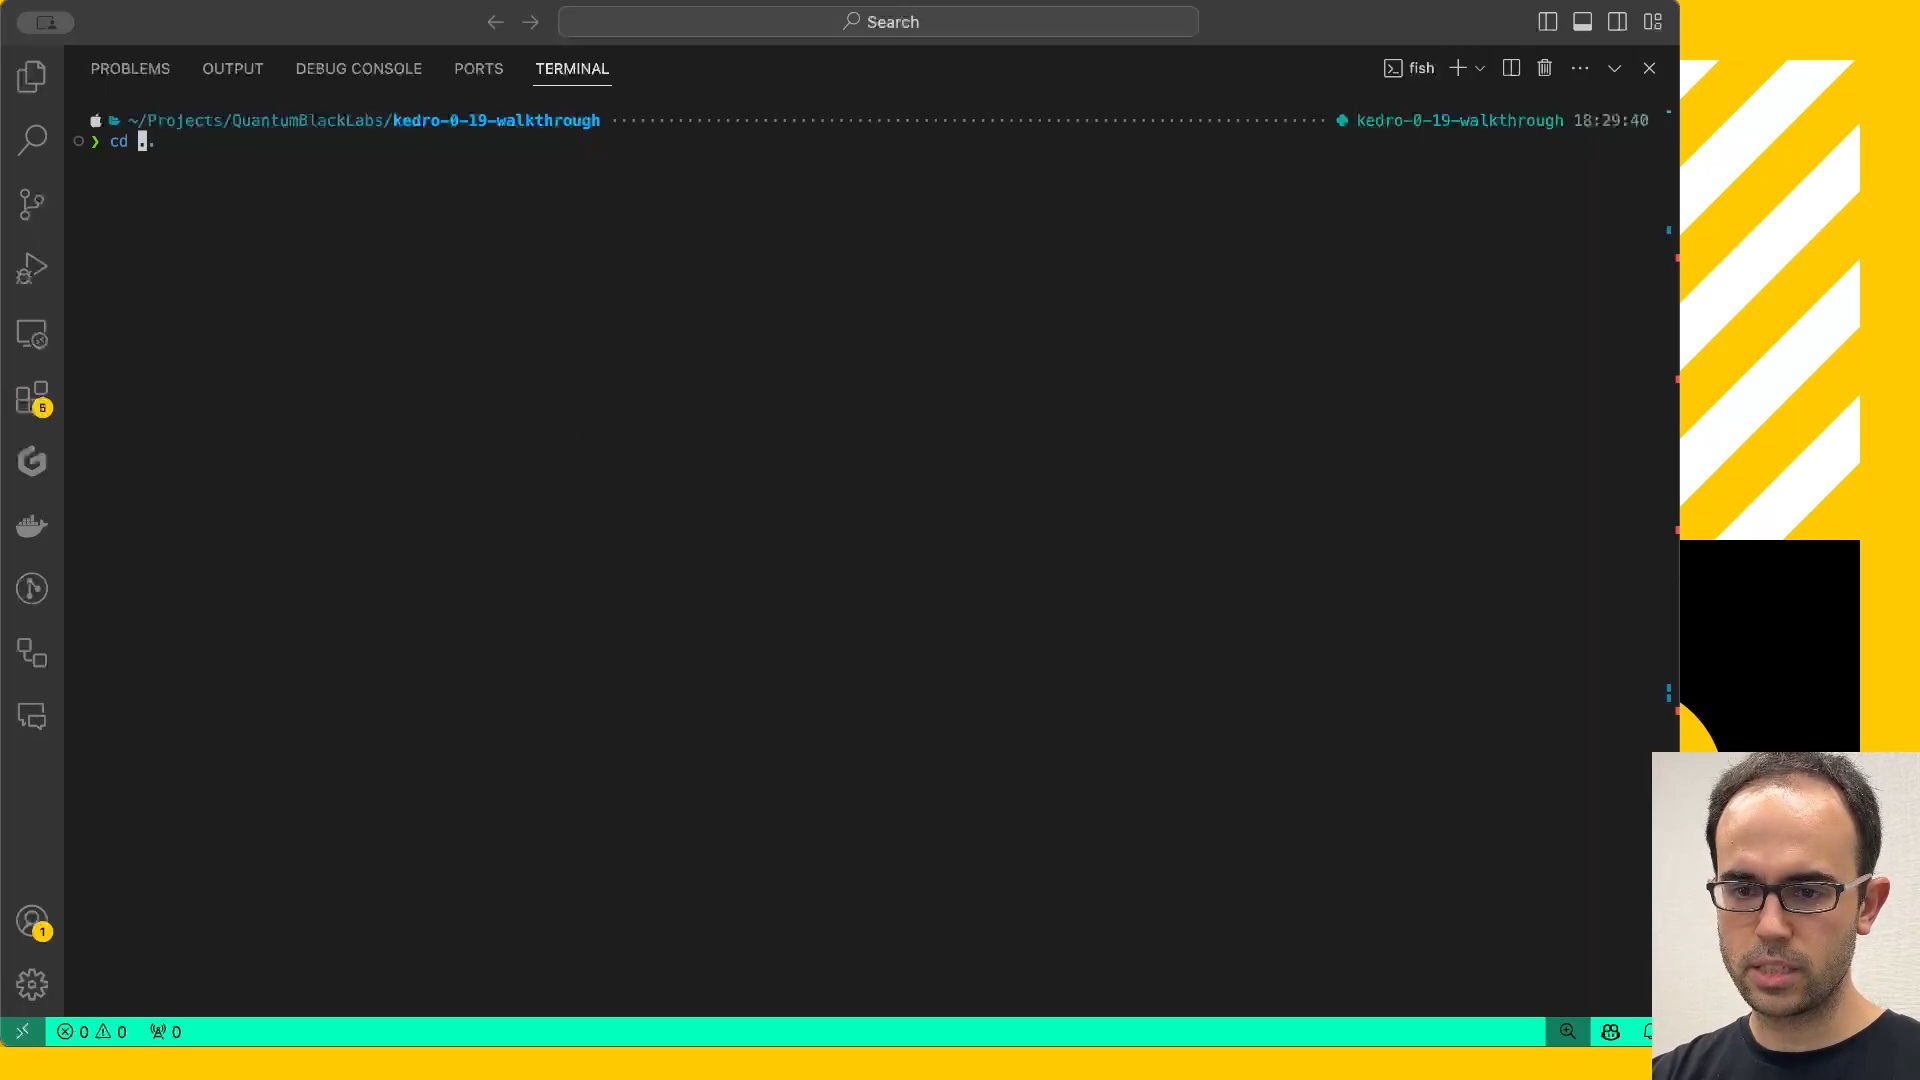 Search
PROBLEMS OUTPUT DEBUG CONSOLE PORTS TERMINAL fish
~/Projects/QuantumBlackLabs/kedro-0-19-walkthrough kedro-0-19-walkthrough 18:29:40
❯ cd ..
5
1
0 0 0